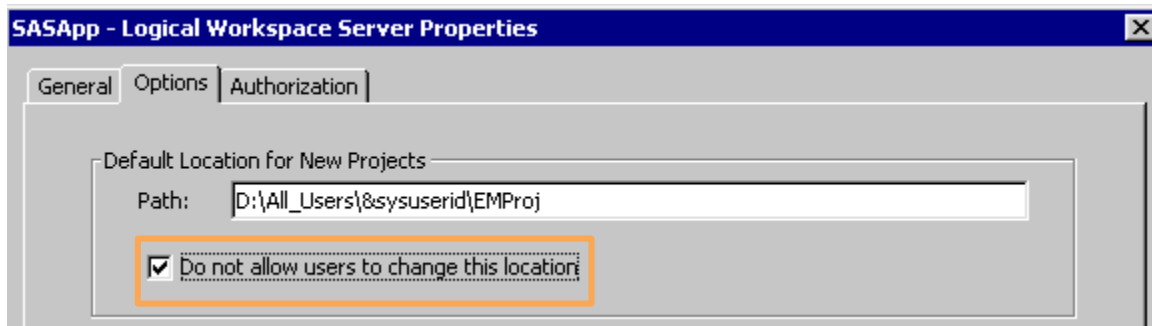 SASApp - Logical Workspace Server Properties
General Options Authorization
Default Location for New Projects
Path: D:\All_Users\&sysuserid\EMProj
Do not allow users to change this location